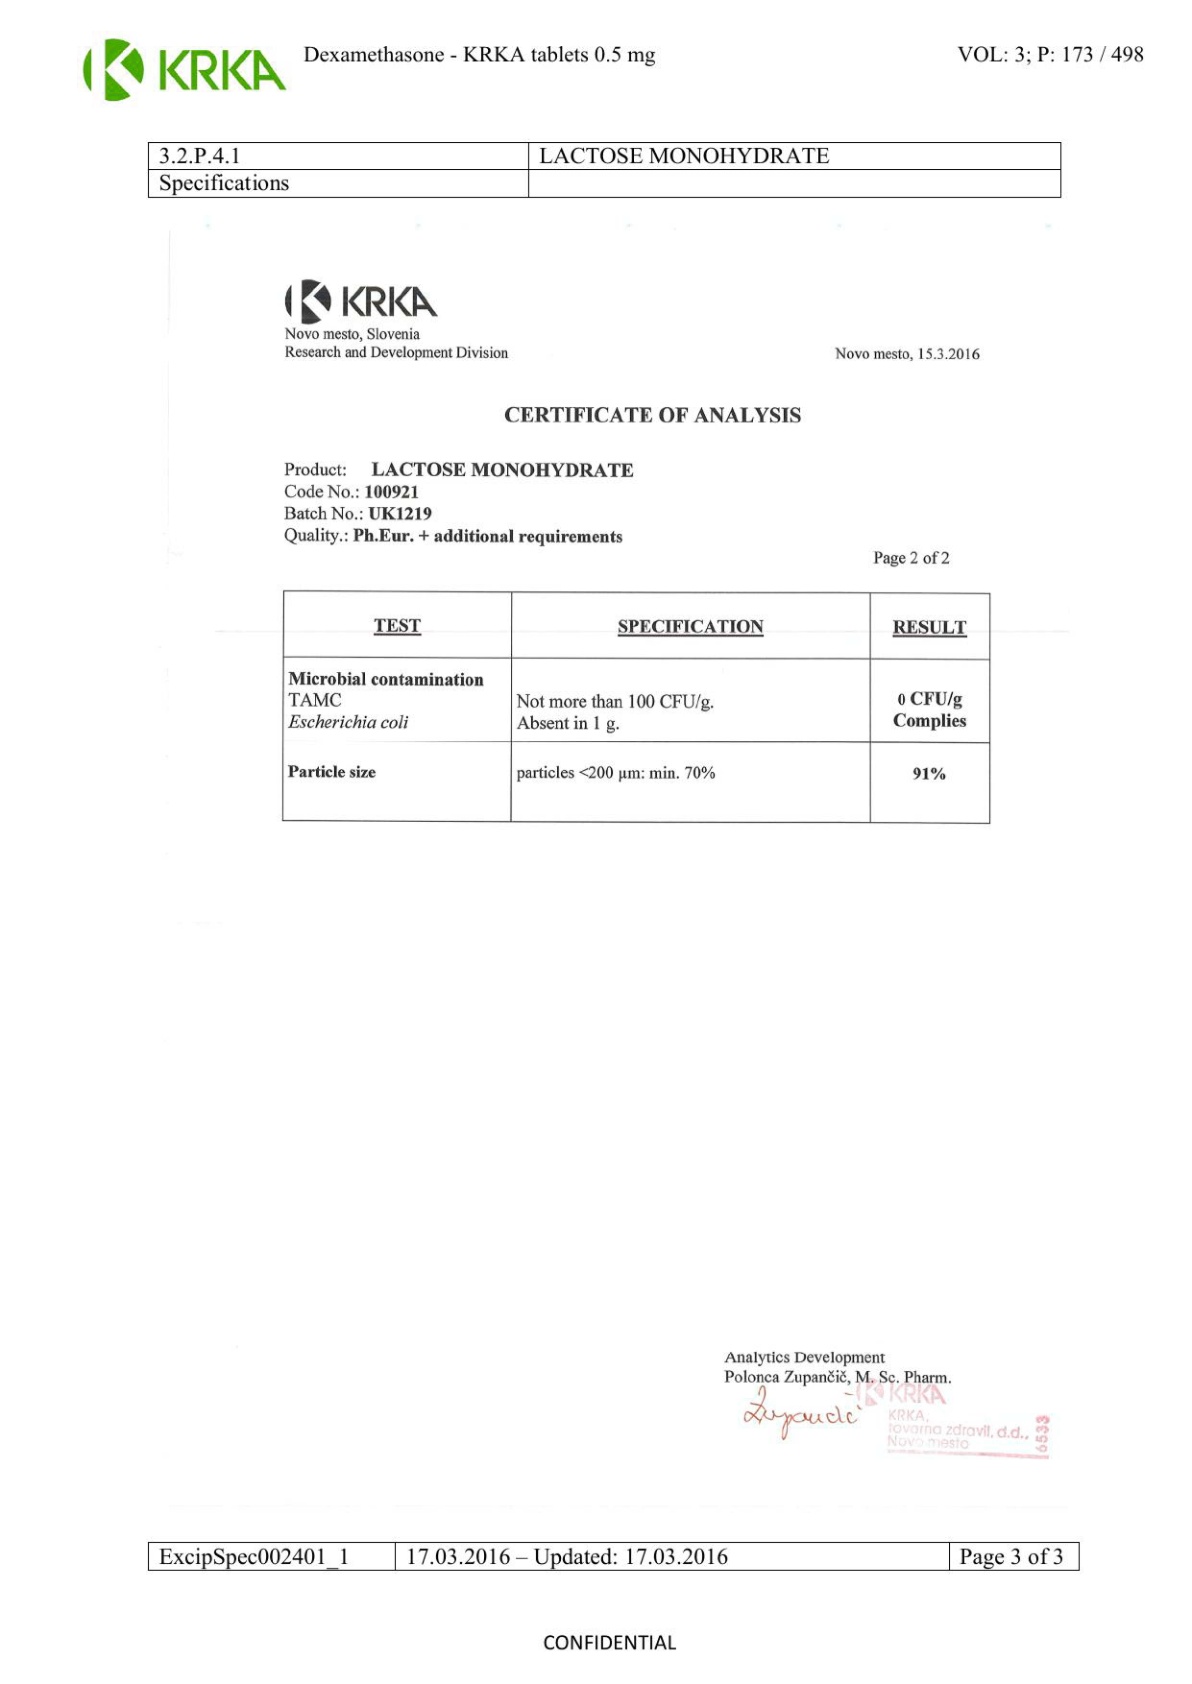 KRKA
Dexamethasone - KRKA tablets 0.5 mg
VOL: 3; P: 173 / 498
3.2.P.4.1
LACTOSE MONOHYDRATE
Specifications
KRKA
Novo mesto, Slovenia
Research and Development Division
Novo mesto, 15.3.2016
CERTIFICATE OF ANALYSIS
Product: LACTOSE MONOHYDRATE
Code No.: 100921
Batch No.: UK1219
Quality.: Ph.Eur. + additional requirements
Page 2 of 2
TEST SPECIFICATION RESULT
Microbial contamination
TAMC Not more than 100 CFU/g. 0 CFU/g
Escherichia coli Absent in 1 g. Complies
Particle size particles <200 µm: min. 70% 91%
Analytics Development
Polonca Zupančič, M. Sc. Pharm.
Zupančič
KRKA
KRKA,
tovarna zdravil, d.d.,
Novo mesto
6533
ExcipSpec002401_1 17.03.2016 – Updated: 17.03.2016 Page 3 of 3
CONFIDENTIAL